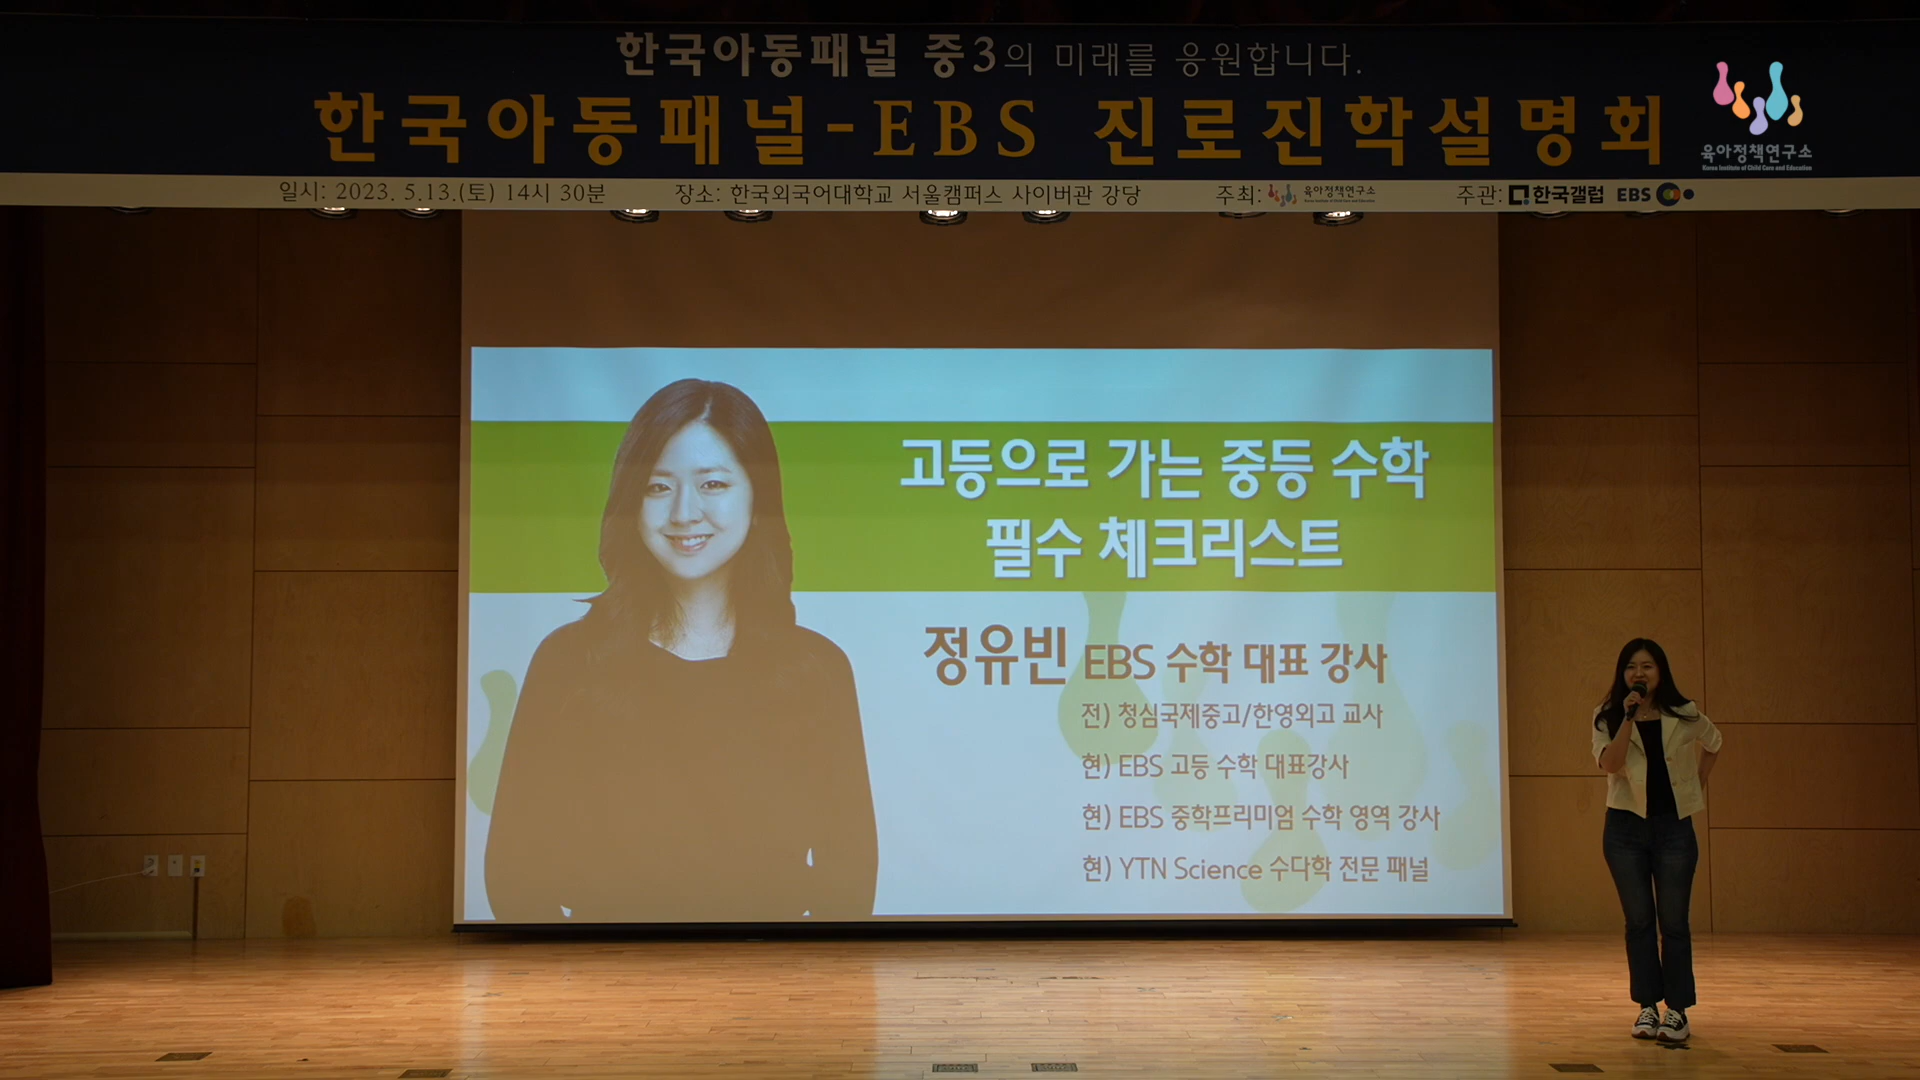 한국아동패널 중3의 미래를 응원합니다.
한국아동패널-EBS 진로진학설명회
육아정책연구소
Korea Institute of Child Care and Education
일시: 2023. 5.13.(토) 14시 30분 장소: 한국외국어대학교 서울캠퍼스 사이버관 강당 주최: 육아정책연구소 주관: 한국갤럽 EBS
고등으로 가는 중등 수학
필수 체크리스트
정유빈 EBS 수학 대표 강사
전) 청심국제중고/한영외고 교사
현) EBS 고등 수학 대표강사
현) EBS 중학프리미엄 수학 영역 강사
현) YTN Science 수다학 전문 패널